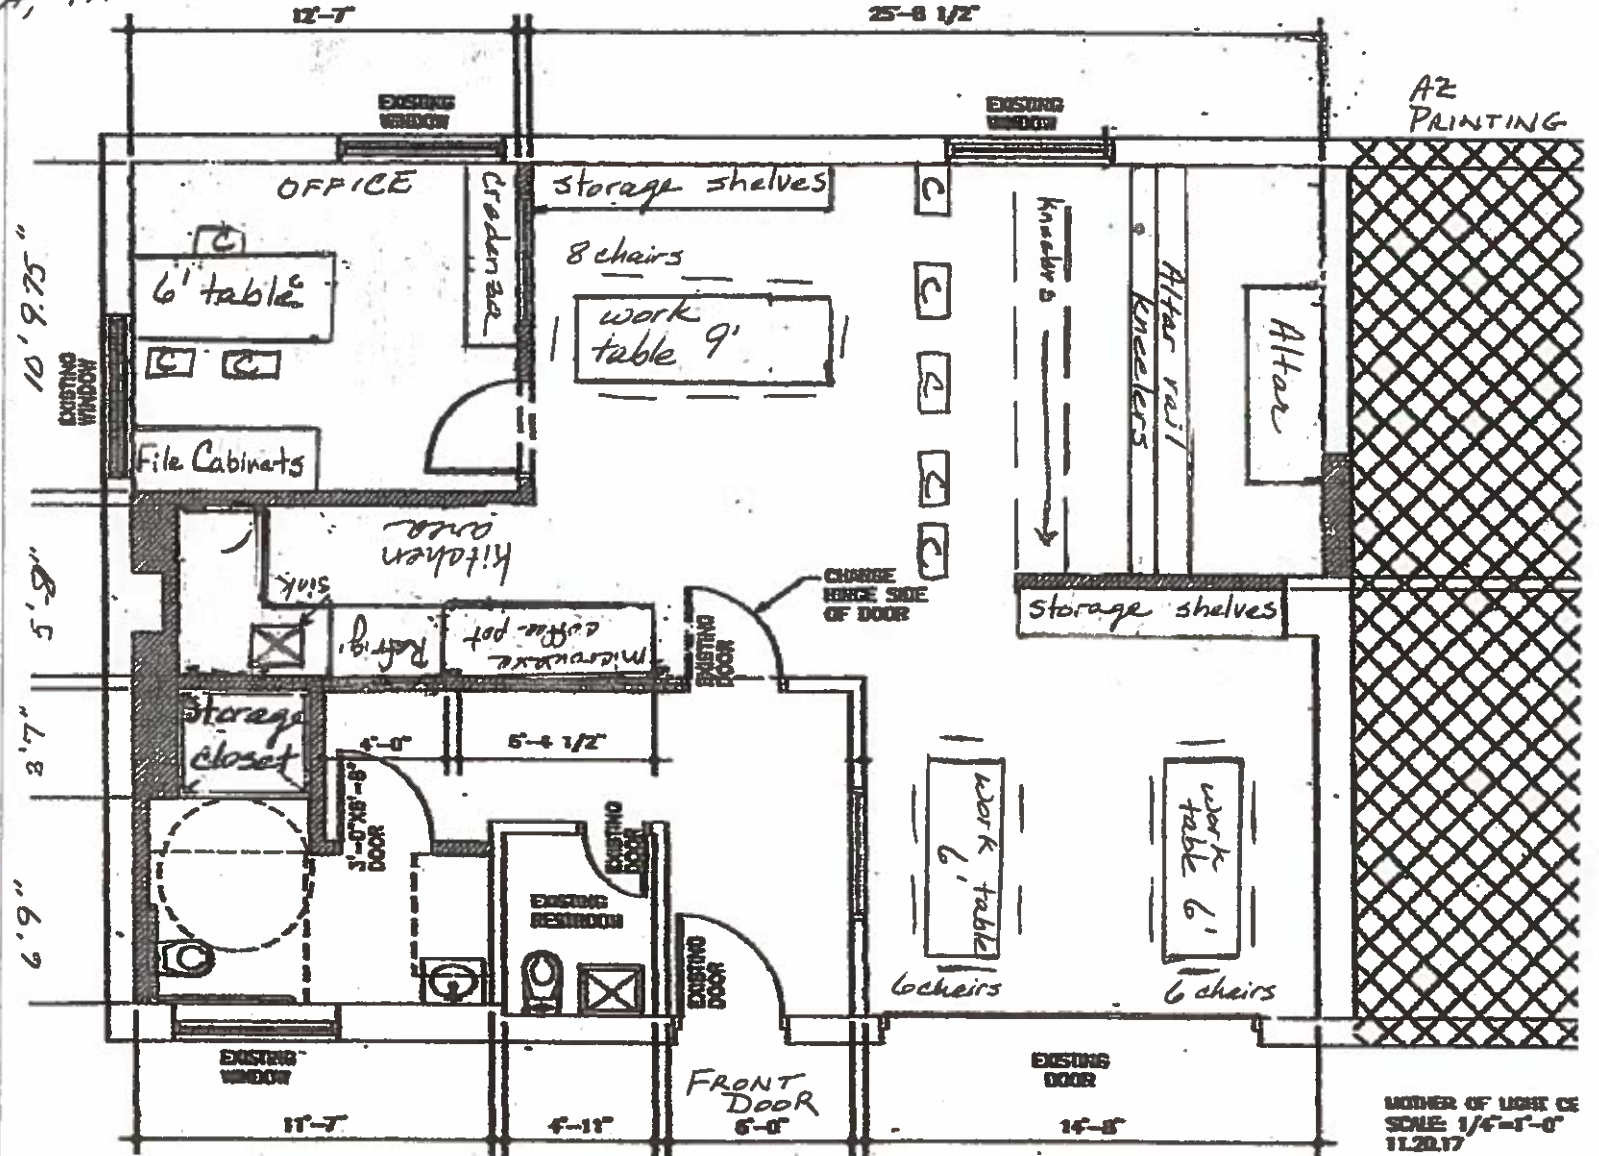 12'-7"
25'-8 1/2"
EXISTING
WINDOW
EXISTING
WINDOW
AZ
PRINTING
OFFICE
Credenza
storage shelves
C
Kneelers
Altar rail
kneelers
Altar
C
6' table
8 chairs
work
table 9'
C
C
C
C
10' 9.75"
EXISTING
WINDOW
C
File Cabinets
C
C
kitchen
area
sink
Refrig.
microwave
coffee-pot
5'-8"
CHANGE
HINGE SIDE
OF DOOR
EXISTING
DOOR
storage shelves
Storage
closet
3'7"
4'-0"
5'-4 1/2"
3'-0"X6'-8"
DOOR
EXISTING
DOOR
EXISTING
RESTROOM
EXISTING
DOOR
work table
6'
work
table 6'
6 chairs
6 chairs
6'9"
EXISTING
WINDOW
FRONT
DOOR
EXISTING
DOOR
11'-7"
4'-11"
6'-0"
14'-8"
MOTHER OF LIGHT CE
SCALE: 1/4"=1'-0"
11.20.17